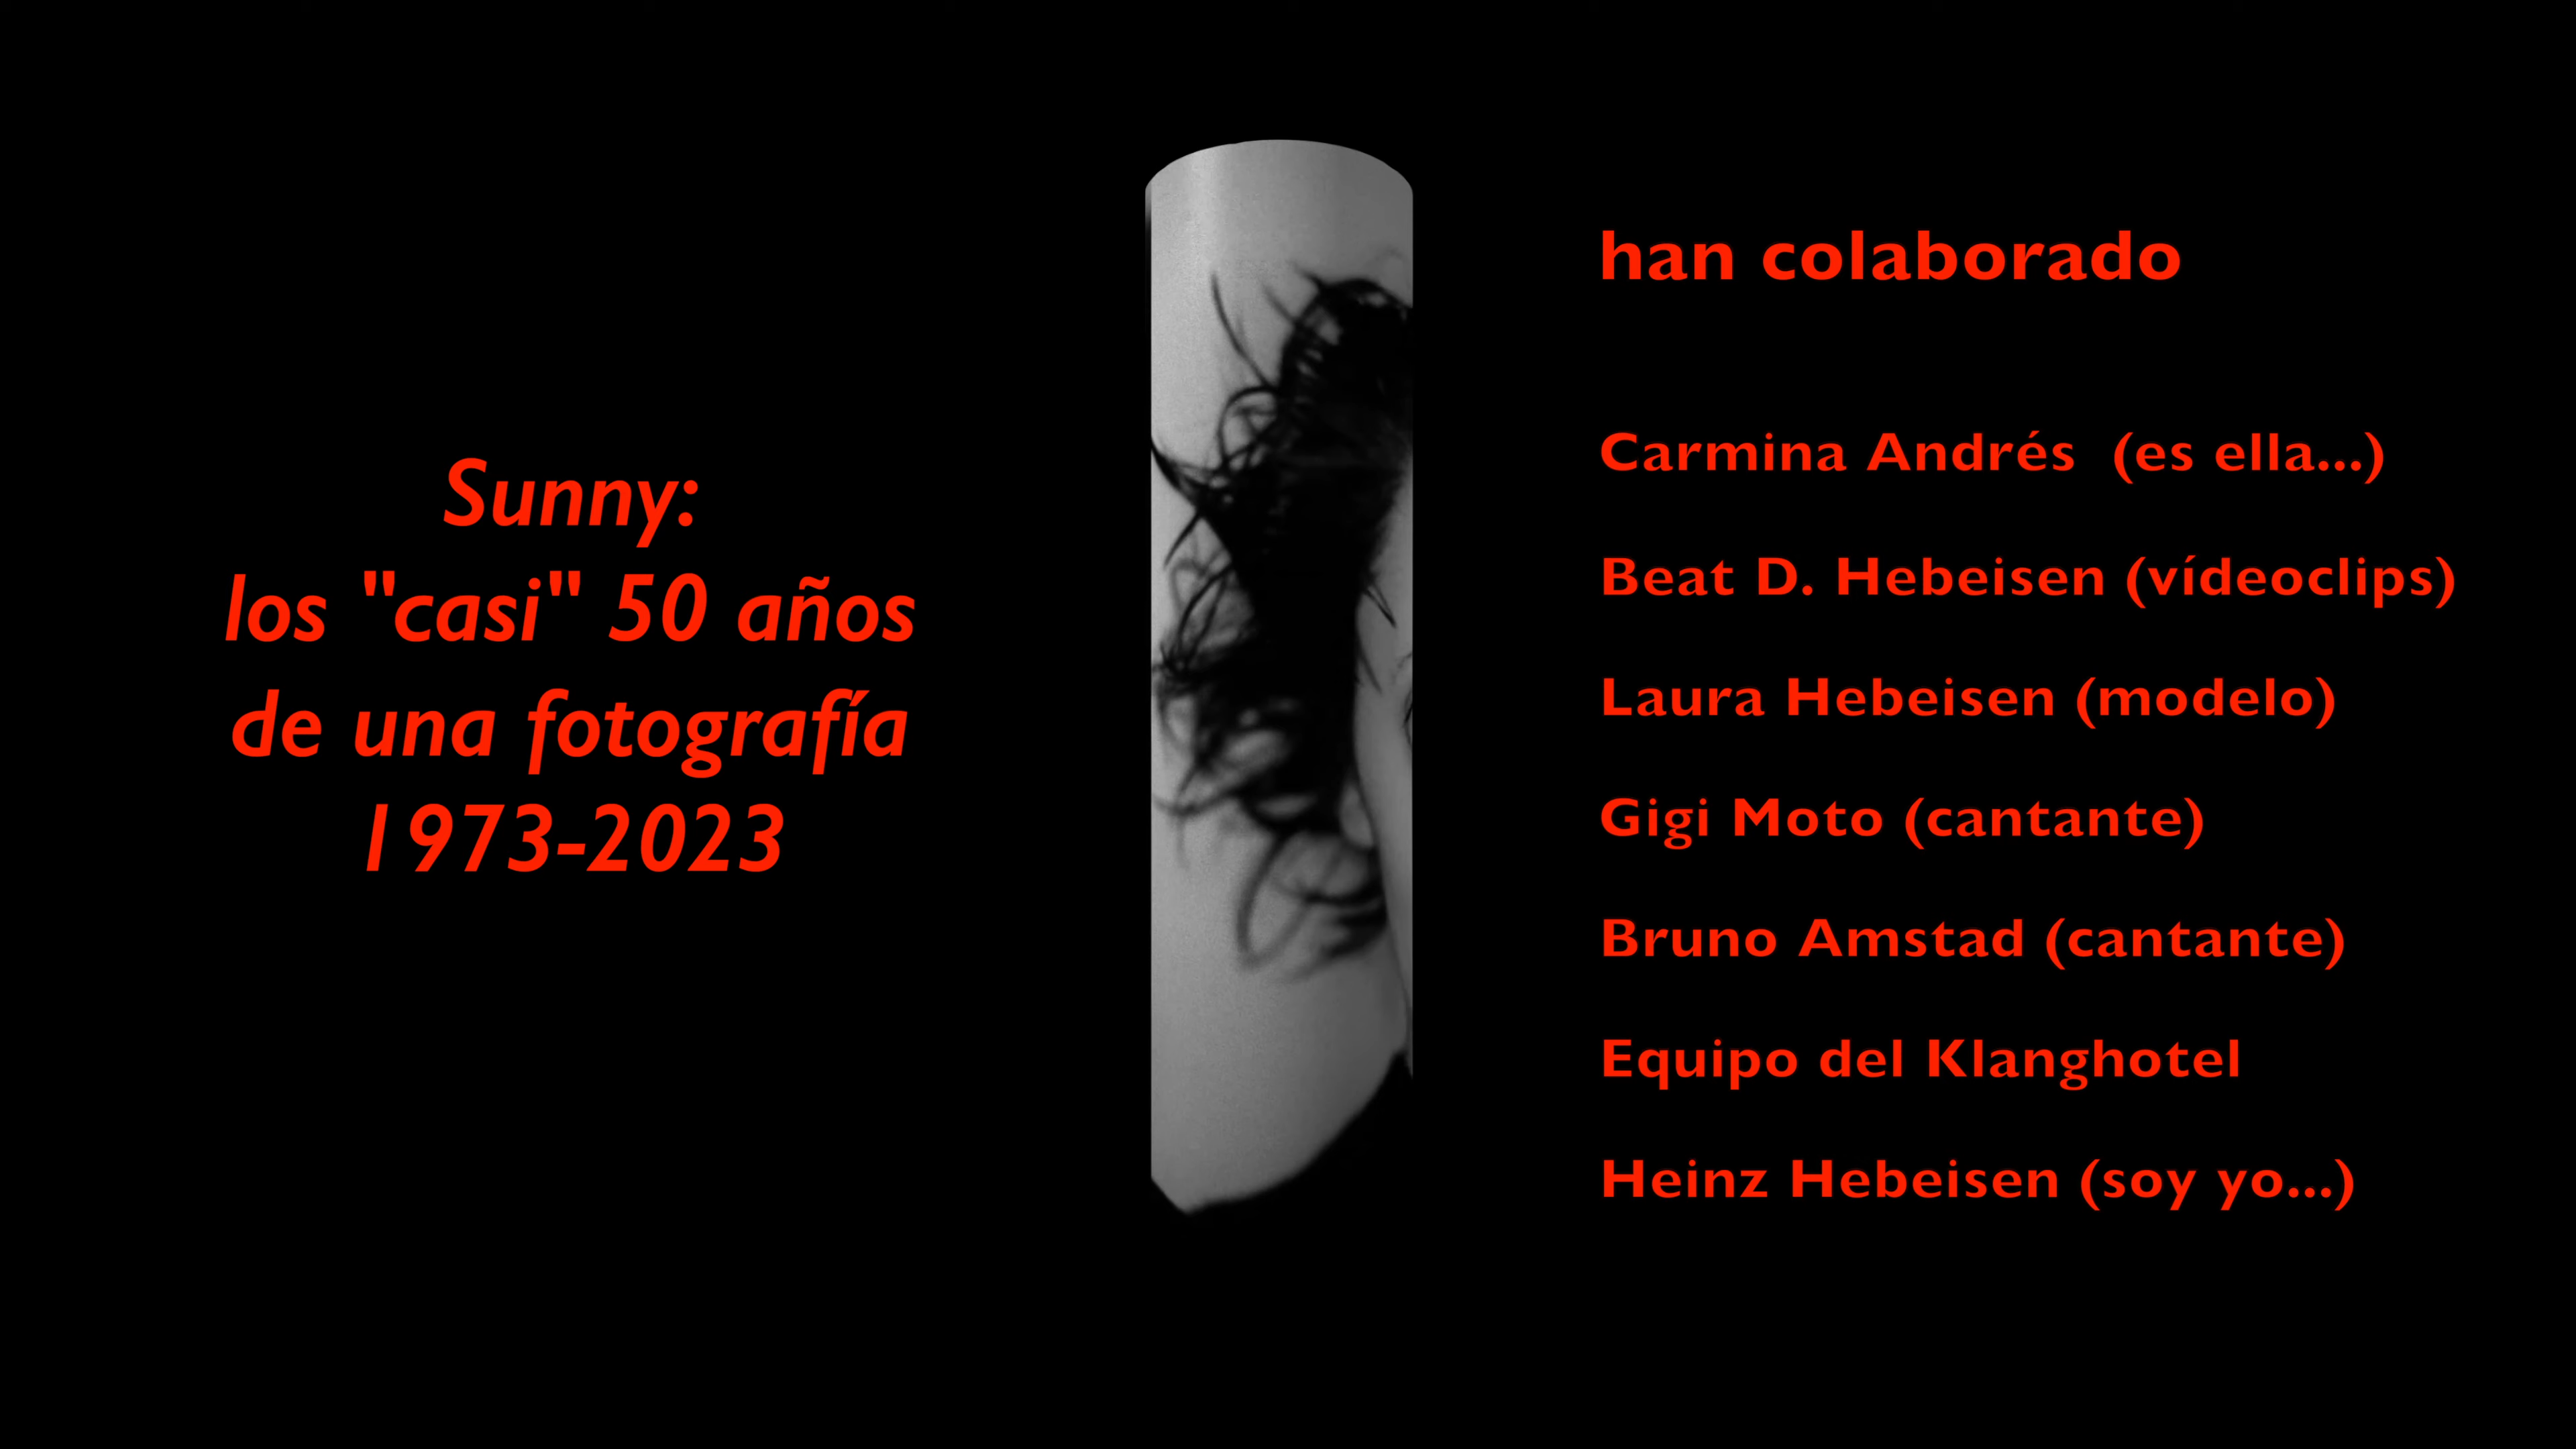 Sunny:
los "casi" 50 años
de una fotografía
1973-2023
han colaborado
Carmina Andrés (es ella...)
Beat D. Hebeisen (vídeoclips)
Laura Hebeisen (modelo)
Gigi Moto (cantante)
Bruno Amstad (cantante)
Equipo del Klanghotel
Heinz Hebeisen (soy yo...)